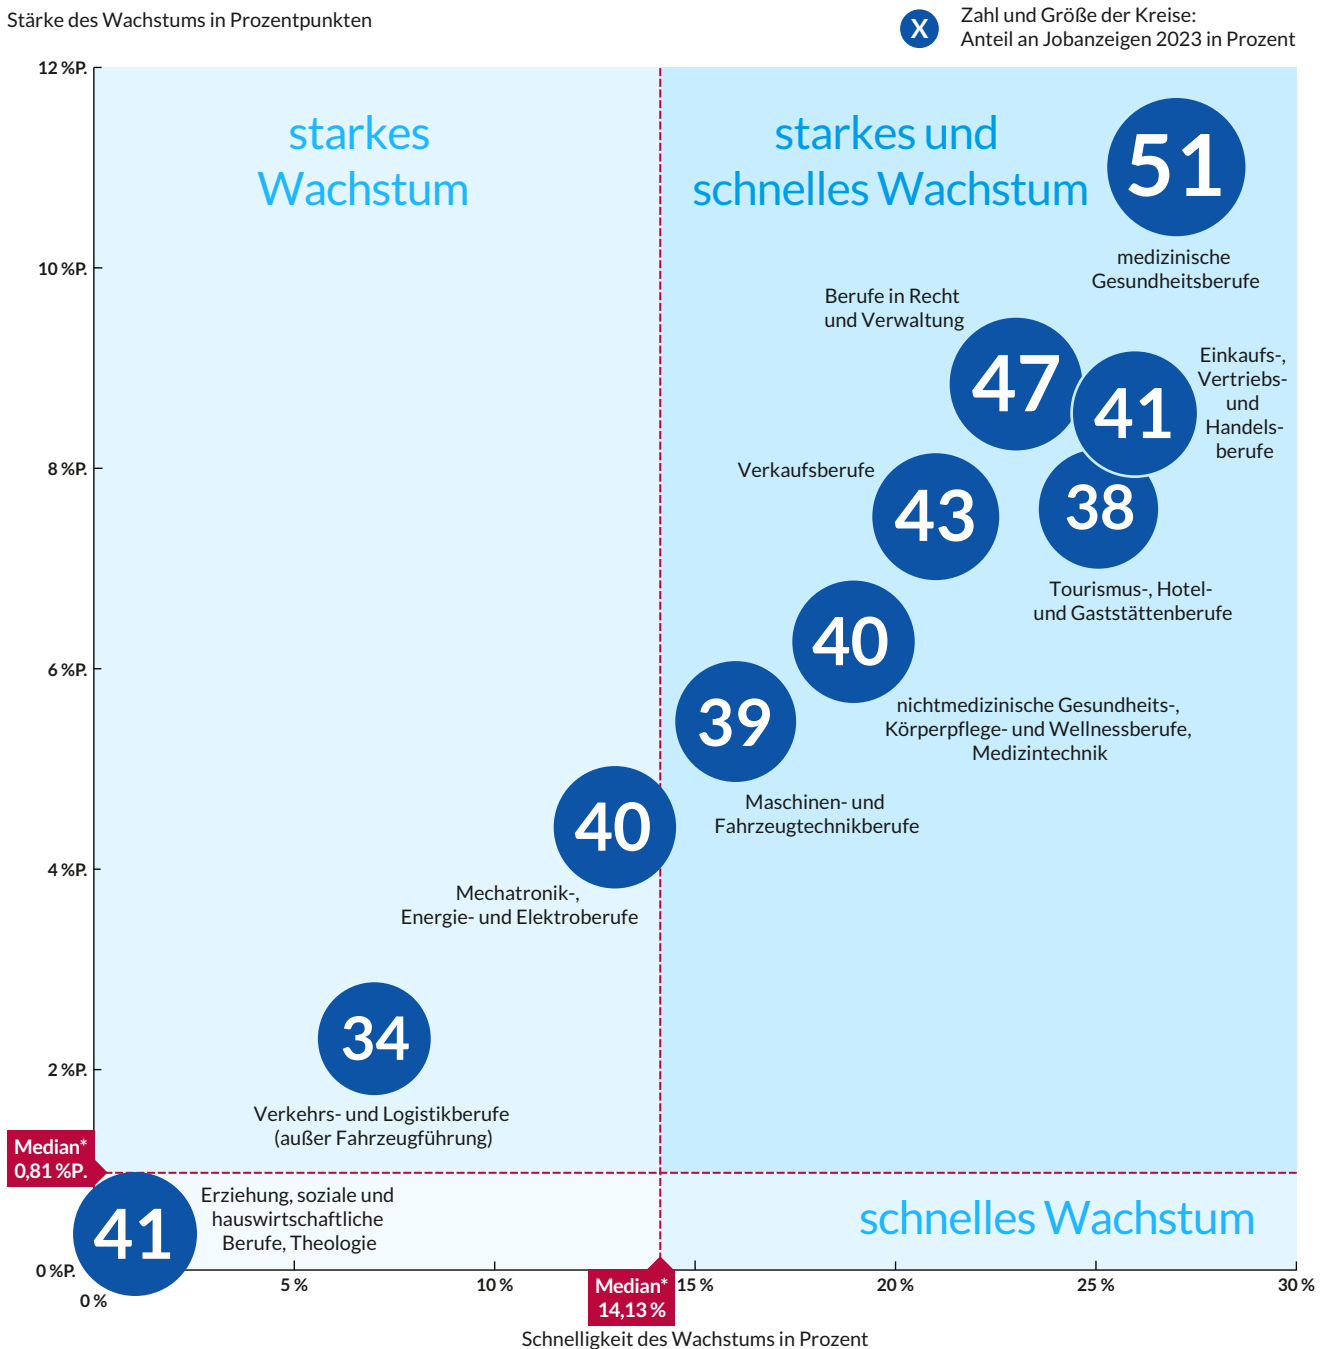 Stärke des Wachstums in Prozentpunkten
X
Zahl und Größe der Kreise:
Anteil an Jobanzeigen 2023 in Prozent
12 %P.
starkes
Wachstum
starkes und
schnelles Wachstum
51
medizinische
Gesundheitsberufe
10 %P.
Berufe in Recht
und Verwaltung
47
41
Einkaufs-,
Vertriebs-
und
Handels-
berufe
8 %P.
Verkaufsberufe
43
38
Tourismus-, Hotel-
und Gaststättenberufe
6 %P.
40
nichtmedizinische Gesundheits-,
Körperpflege- und Wellnessberufe,
Medizintechnik
39
Maschinen- und
Fahrzeugtechnikberufe
40
4 %P.
Mechatronik-,
Energie- und Elektroberufe
34
2 %P.
Verkehrs- und Logistikberufe
(außer Fahrzeugführung)
Median*
0,81 %P.
41
Erziehung, soziale und
hauswirtschaftliche
Berufe, Theologie
schnelles Wachstum
0 %P.
0 %
5 %
10 %
Median*
14,13 %
15 %
20 %
25 %
30 %
Schnelligkeit des Wachstums in Prozent